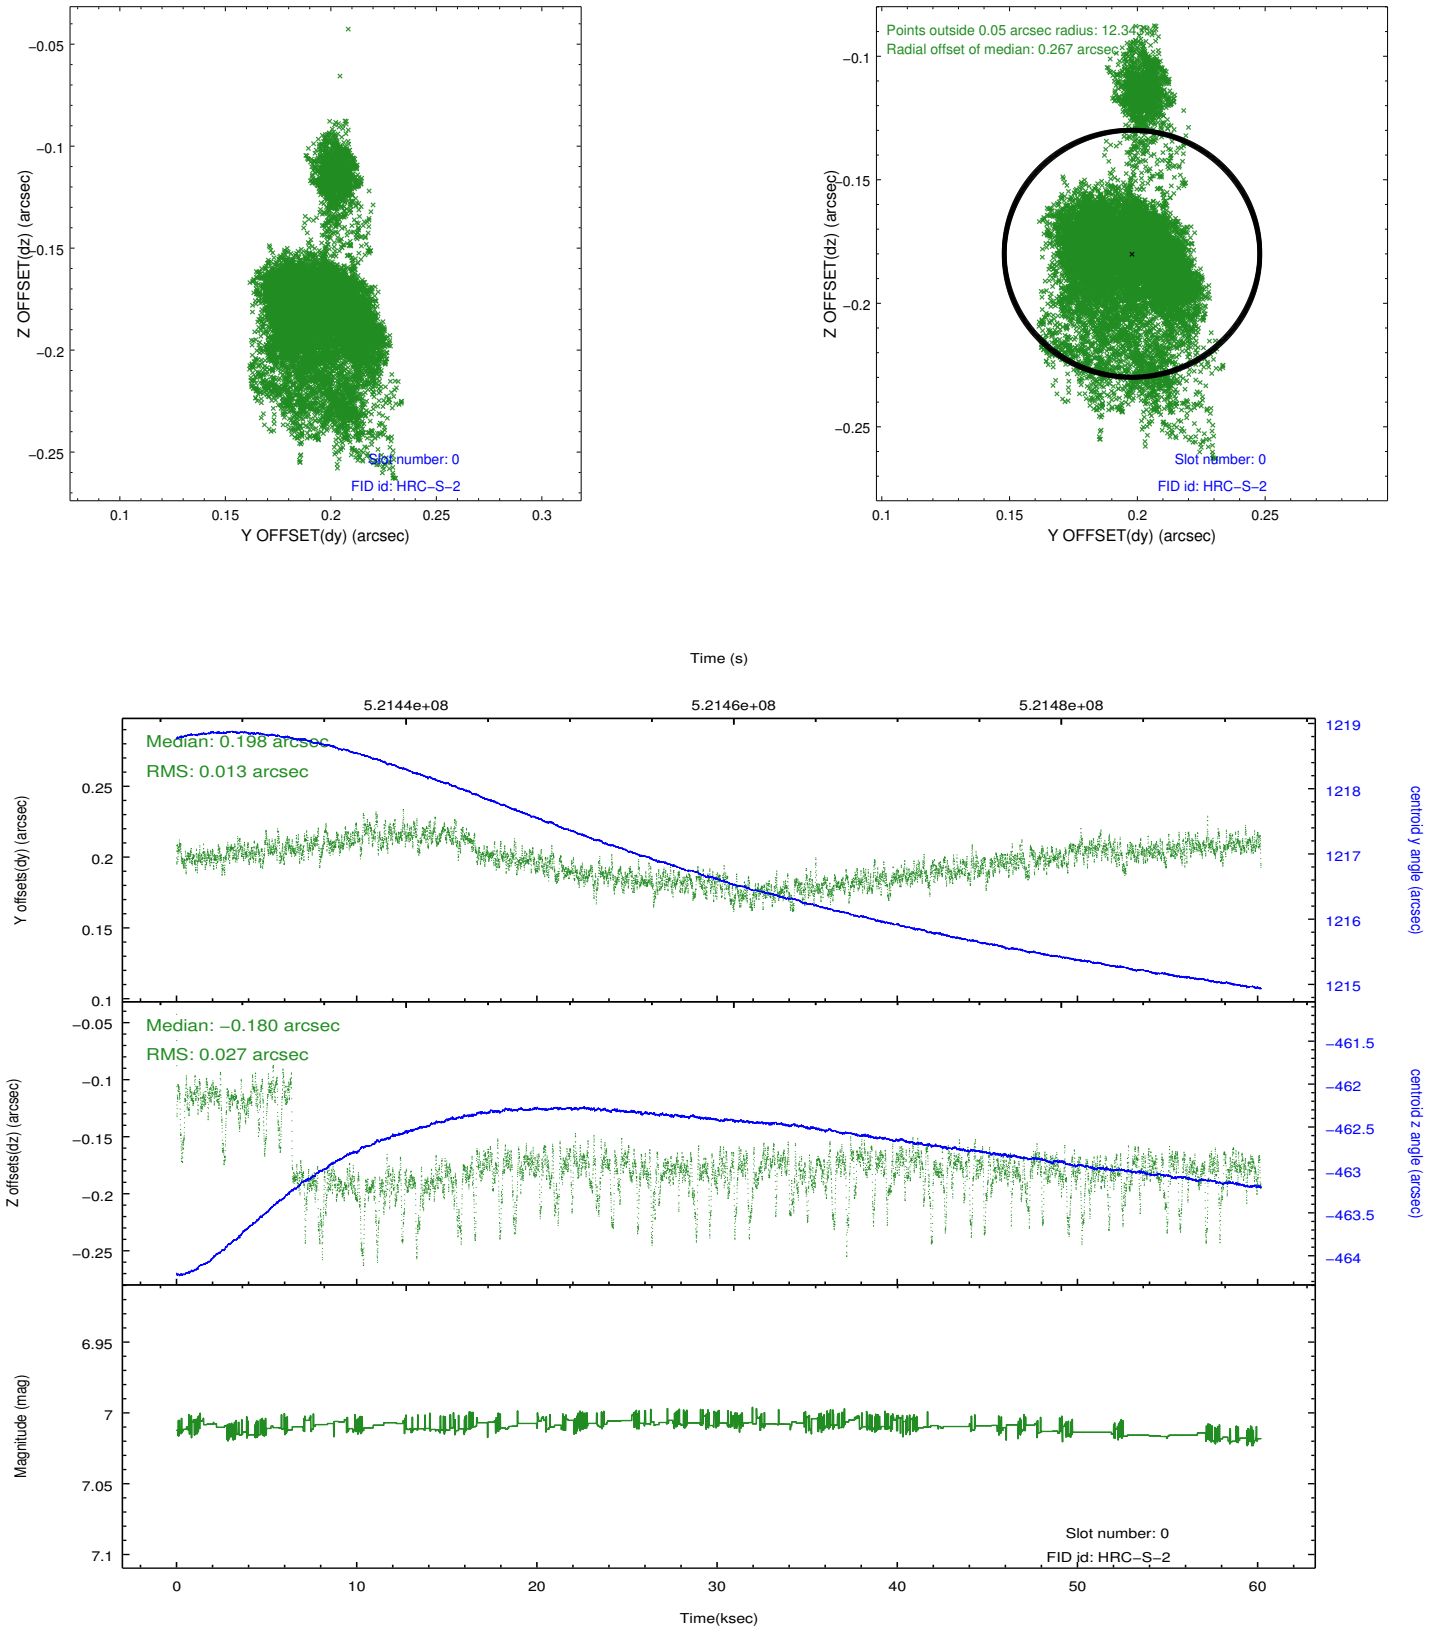 −0.05
−0.1
−0.15
−0.2
−0.25
Z OFFSET(dz) (arcsec)
Slot number: 0
FID id: HRC−S−2
0.1
0.15
0.2
0.25
0.3
Y OFFSET(dy) (arcsec)
Points outside 0.05 arcsec radius: 12.343
Radial offset of median: 0.267 arcsec
−0.1
−0.15
−0.2
−0.25
Z OFFSET(dz) (arcsec)
Slot number: 0
FID id: HRC−S−2
0.1
0.15
0.2
0.25
Y OFFSET(dy) (arcsec)
Time (s)
5.2144e+08
5.2146e+08
5.2148e+08
Median: 0.198 arcsec
RMS: 0.013 arcsec
0.25
0.2
0.15
0.1
Y offsets(dy) (arcsec)
1219
1218
1217
1216
1215
centroid y angle (arcsec)
Median: −0.180 arcsec
RMS: 0.027 arcsec
−0.05
−0.1
−0.15
−0.2
−0.25
Z offsets(dz) (arcsec)
−461.5
−462
−462.5
−463
−463.5
−464
centroid z angle (arcsec)
6.95
7
7.05
7.1
Magnitude (mag)
Slot number: 0
FID id: HRC−S−2
0
10
20
30
40
50
60
Time(ksec)